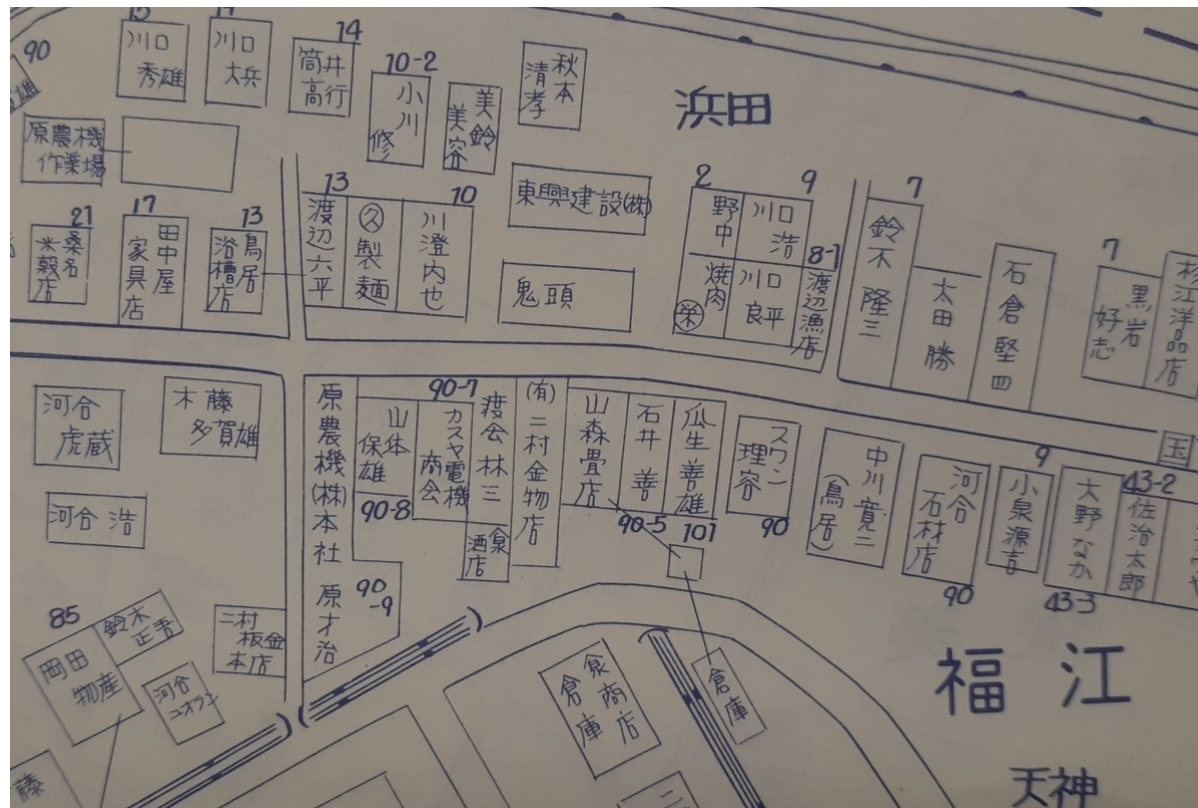 90
川口
秀雄
川口
大兵
14
筒井
高行
10-2
小川
修
美鈴
美容
秋本
清孝
浜田
原農機
作業場
21
桑名
米穀店
17
田中屋
家具店
13
鳥居
浴槽店
13
渡辺六平
㋜製麺
10
川澄内也
東興建設(株)
鬼頭
2
野中
9
川口
浩
焼肉
栄
川口
良平
8-1
渡辺漁店
7
鈴木隆三
太田勝
石倉堅四
7
黒岩
好志
杉江洋品店
河合
虎蔵
木藤
多賀雄
河合浩
原農機(株)本社
原才治
山本
保雄
90-8
90-7
カスヤ電機
商会
渡会林三
酒店
90
-9
(有)二村金物店
山森畳店
石井善
90-5
瓜生善雄
101
スワン
理容
90
中川寛二
(鳥居)
河合
石材店
90
9
小泉源吉
大野なか
43-3
43-2
佐治太郎
85
岡田
物産
鈴木
正吾
河合
二村
板金
本店
商店
倉庫
倉庫
福江
天神
藤